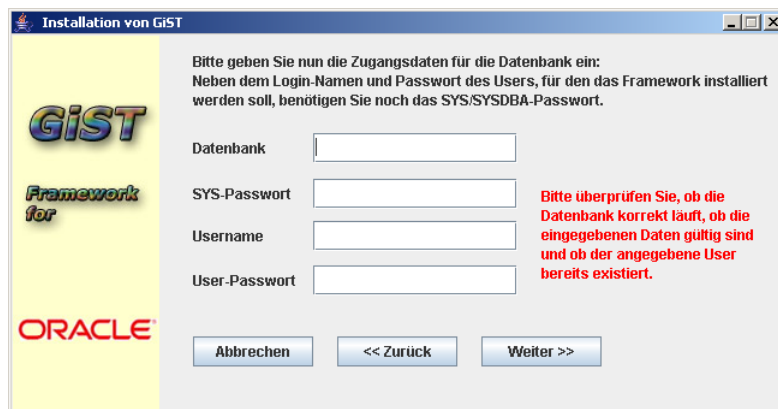 Installation von GiST
Bitte geben Sie nun die Zugangsdaten für die Datenbank ein:
Neben dem Login-Namen und Passwort des Users, für den das Framework installiert
werden soll, benötigen Sie noch das SYS/SYSDBA-Passwort.
GiST
Framework
for
ORACLE
Datenbank
SYS-Passwort
Username
User-Passwort
Bitte überprüfen Sie, ob die
Datenbank korrekt läuft, ob die
eingegebenen Daten gültig sind
und ob der angegebene User
bereits existiert.
Abbrechen
<< Zurück
Weiter >>